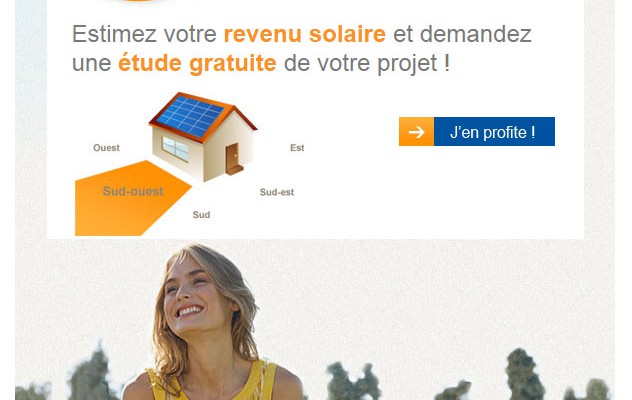 Estimez votre revenu solaire et demandez
une étude gratuite de votre projet !
J'en profite !
Ouest
Est
Sud-ouest
Sud-est
Sud